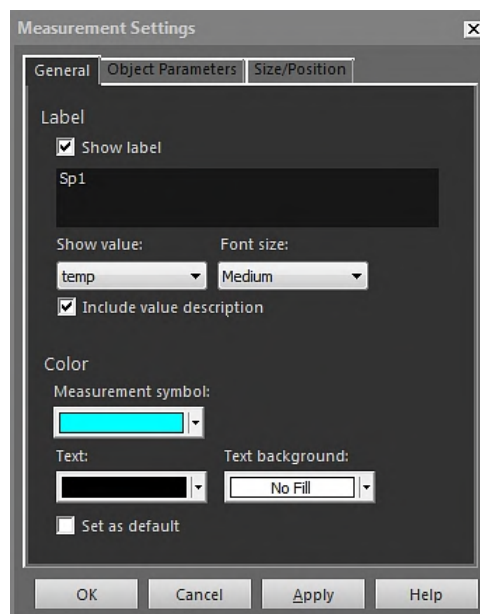 Measurement Settings
General Object Parameters Size/Position
Label
Show label
Sp1
Show value: Font size:
temp Medium
Include value description
Color
Measurement symbol:
Text: Text background:
No Fill
Set as default
OK Cancel Apply Help